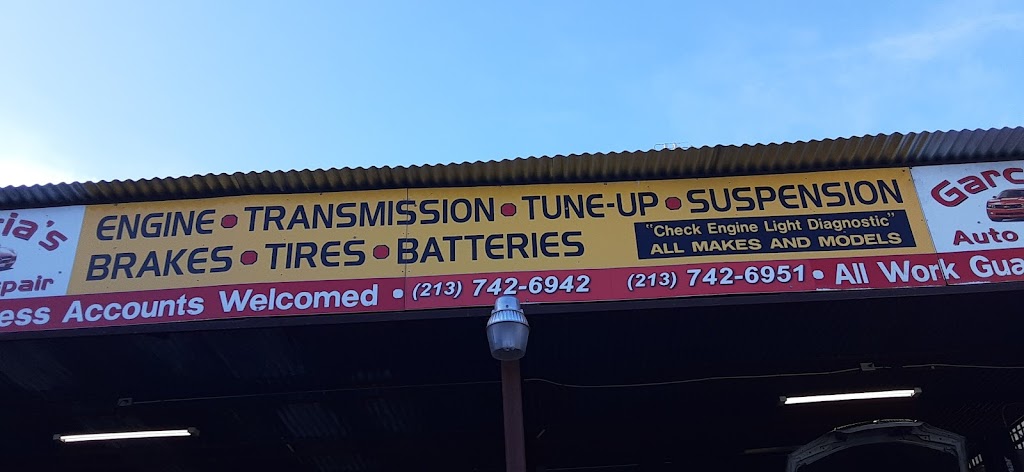 ENGINE • TRANSMISSION • TUNE-UP • SUSPENSION
BRAKES • TIRES • BATTERIES
"Check Engine Light Diagnostic"
ALL MAKES AND MODELS
ria's
pair
Garc
Auto
ess Accounts Welcomed • (213) 742-6942 (213) 742-6951 • All Work Gua